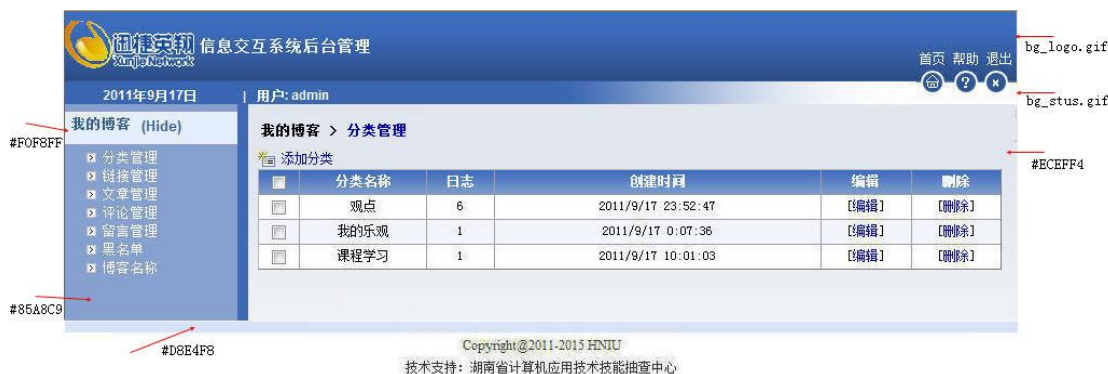 迅捷英翔 信息交互系统后台管理
XunjieNetwork
bg_logo.gif
首页 帮助 退出
2011年9月17日 | 用户: admin
bg_stus.gif
我的博客 (Hide)
#F0F8FF
我的博客 > 分类管理
#ECEFF4
添加分类
分类管理
链接管理
文章管理
评论管理
留言管理
黑名单
博客名称
分类名称 日志 创建时间 编辑 删除
观点 6 2011/9/17 23:52:47 [编辑] [删除]
我的乐观 1 2011/9/17 0:07:36 [编辑] [删除]
课程学习 1 2011/9/17 10:01:03 [编辑] [删除]
#85A8C9
#D8E4F8
Copyright@2011-2015 HNIU
技术支持：湖南省计算机应用技术技能抽查中心